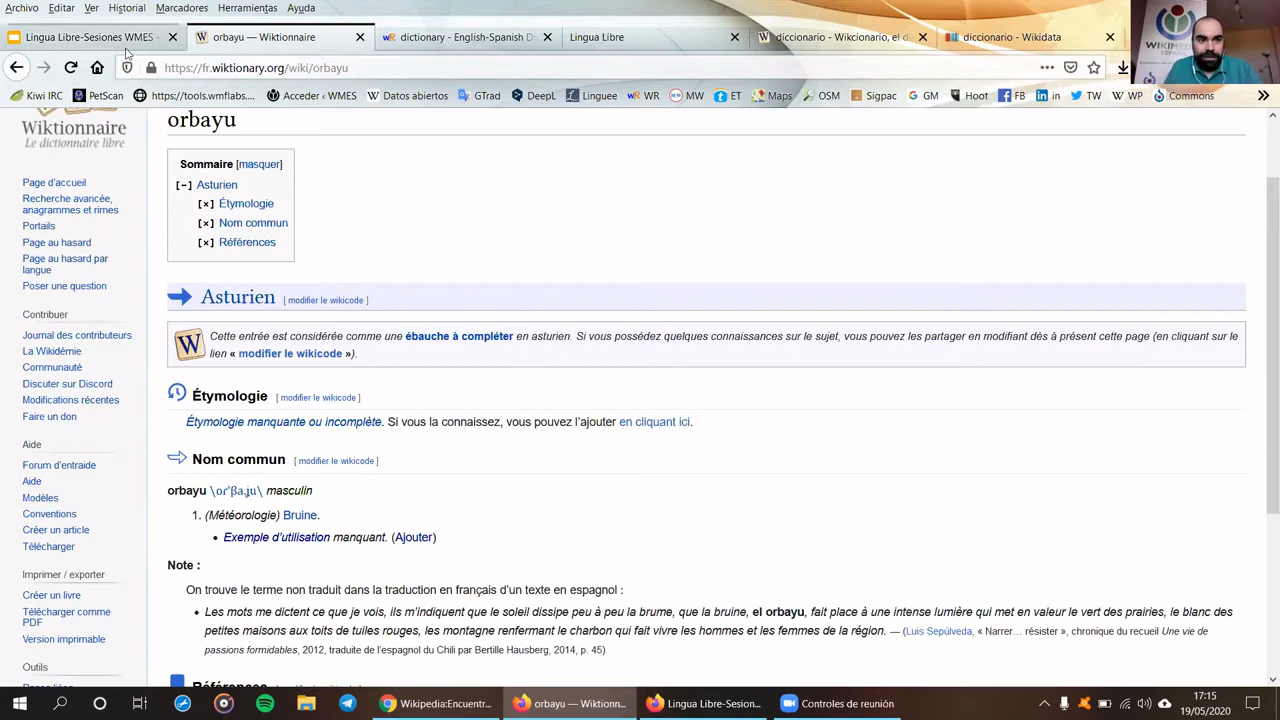 Archivo Editar Ver Historial Marcadores Herramientas Ayuda
Lingua Libre-Sesiones WMES - orbayu — Wiktionnaire dictionary - English-Spanish D Lingua Libre diccionario - Wikcionario, el d diccionario - Wikidata
https://fr.wiktionary.org/wiki/orbayu
Kiwi IRC PetScan https://tools.wmflabs... Acceder ‹ WMES Datos abiertos GTrad DeepL Linguee WR MW ET Maps OSM Sigpac GM Hoot FB in TW WP Commons
WIKIMEDIA
ESPAÑA
Wiktionnaire
Le dictionnaire libre
Page d'accueil
Recherche avancée,
anagrammes et rimes
Portails
Page au hasard
Page au hasard par
langue
Poser une question
Contribuer
Journal des contributeurs
La Wikidémie
Communauté
Discuter sur Discord
Modifications récentes
Faire un don
Aide
Forum d'entraide
Aide
Modèles
Conventions
Créer un article
Télécharger
Imprimer / exporter
Créer un livre
Télécharger comme
PDF
Version imprimable
Outils
orbayu
Sommaire [masquer]
[−] Asturien
[×] Étymologie
[×] Nom commun
[×] Références
Asturien [ modifier le wikicode ]
Cette entrée est considérée comme une ébauche à compléter en asturien. Si vous possédez quelques connaissances sur le sujet, vous pouvez les partager en modifiant dès à présent cette page (en cliquant sur le
lien « modifier le wikicode »).
Étymologie [ modifier le wikicode ]
Étymologie manquante ou incomplète. Si vous la connaissez, vous pouvez l'ajouter en cliquant ici.
Nom commun [ modifier le wikicode ]
orbayu \oɾˈβa.ʝu\ masculin
1. (Météorologie) Bruine.
• Exemple d'utilisation manquant. (Ajouter)
Note :
On trouve le terme non traduit dans la traduction en français d'un texte en espagnol :
• Les mots me dictent ce que je vois, ils m'indiquent que le soleil dissipe peu à peu la brume, que la bruine, el orbayu, fait place à une intense lumière qui met en valeur le vert des prairies, le blanc des
petites maisons aux toits de tuiles rouges, les montagne renfermant le charbon qui fait vivre les hommes et les femmes de la région. — (Luis Sepúlveda, « Narrer… résister », chronique du recueil Une vie de
passions formidables, 2012, traduite de l'espagnol du Chili par Bertille Hausberg, 2014, p. 45)
Références
Wikipedia:Encuentr... orbayu — Wiktionn... Lingua Libre-Sesion... Controles de reunión
17:15
19/05/2020